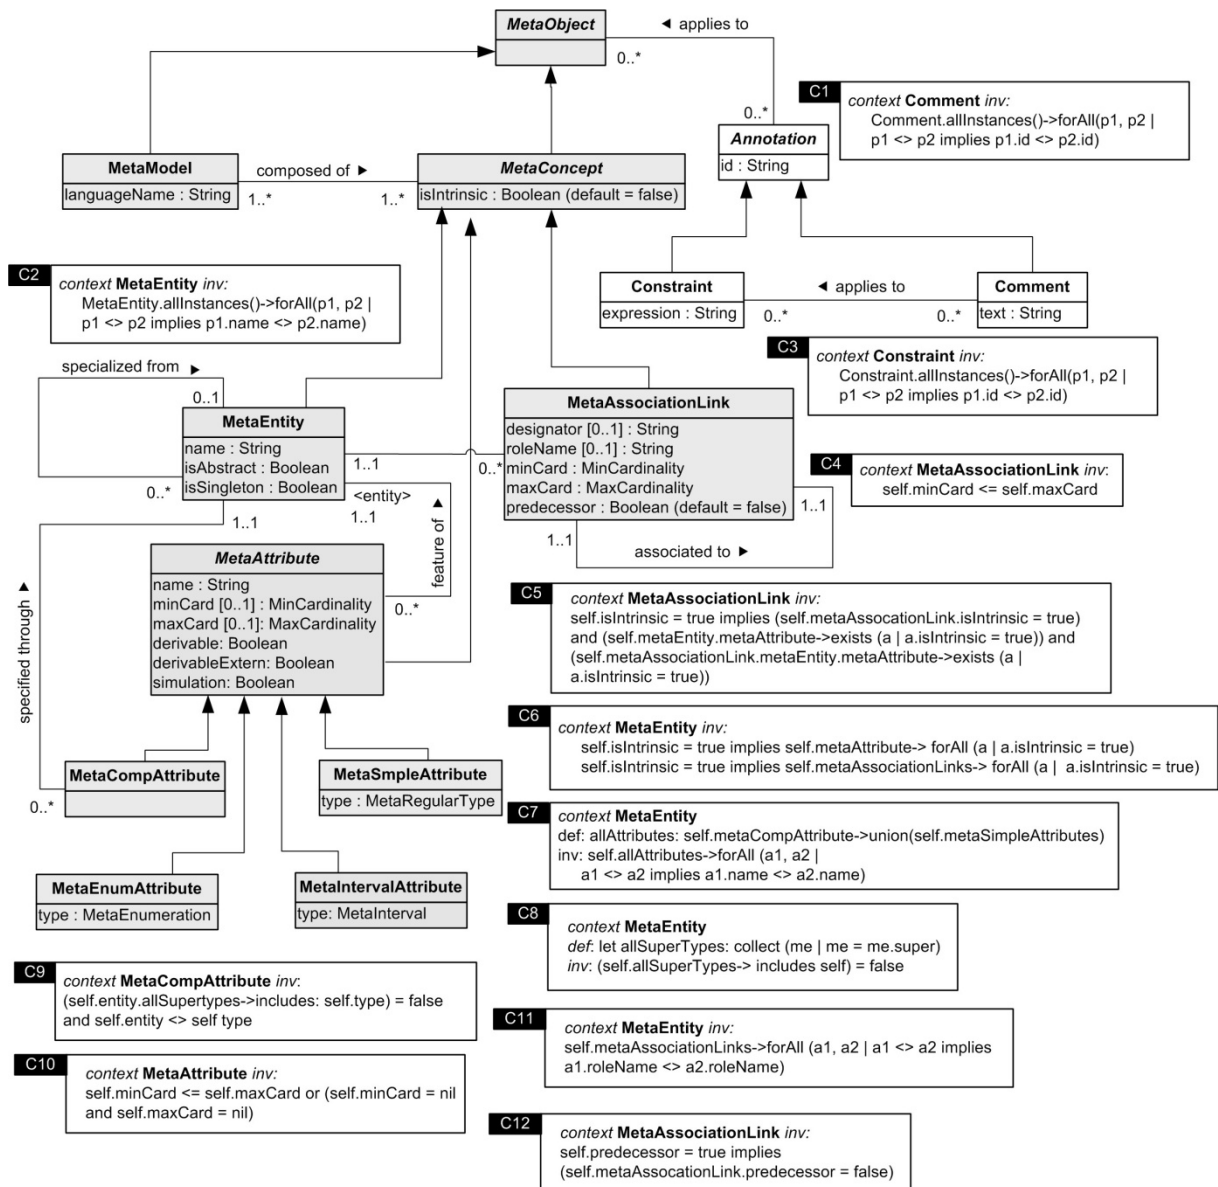 MetaObject
◄ applies to
0..*
0..*
C1
context Comment inv:
Comment.allInstances()->forAll(p1, p2 |
p1 <> p2 implies p1.id <> p2.id)
Annotation
id : String
MetaModel
languageName : String
composed of ►
1..*
1..*
MetaConcept
isIntrinsic : Boolean (default = false)
C2
context MetaEntity inv:
MetaEntity.allInstances()->forAll(p1, p2 |
p1 <> p2 implies p1.name <> p2.name)
Constraint
expression : String
◄ applies to
0..*
0..*
Comment
text : String
C3
context Constraint inv:
Constraint.allInstances()->forAll(p1, p2 |
p1 <> p2 implies p1.id <> p2.id)
specialized from ►
0..1
0..*
MetaEntity
name : String
isAbstract : Boolean
isSingleton : Boolean
1..1
0..*
MetaAssociationLink
designator [0..1] : String
roleName [0..1] : String
minCard : MinCardinality
maxCard : MaxCardinality
predecessor : Boolean (default = false)
1..1
1..1
associated to ►
C4
context MetaAssociationLink inv:
self.minCard <= self.maxCard
<entity>
1..1
1..1
feature of ►
0..*
specified through ►
0..*
MetaAttribute
name : String
minCard [0..1] : MinCardinality
maxCard [0..1]: MaxCardinality
derivable: Boolean
derivableExtern: Boolean
simulation: Boolean
C5
context MetaAssociationLink inv:
self.isIntrinsic = true implies (self.metaAssocationLink.isIntrinsic = true)
and (self.metaEntity.metaAttribute->exists (a | a.isIntrinsic = true)) and
(self.metaAssocationLink.metaEntity.metaAttribute->exists (a |
a.isIntrinsic = true))
C6
context MetaEntity inv:
self.isIntrinsic = true implies self.metaAttribute-> forAll (a | a.isIntrinsic = true)
self.isIntrinsic = true implies self.metaAssociationLinks-> forAll (a | a.isIntrinsic = true)
MetaCompAttribute
MetaSmpleAttribute
type : MetaRegularType
C7
context MetaEntity
def: allAttributes: self.metaCompAttribute->union(self.metaSimpleAttributes)
inv: self.allAttributes->forAll (a1, a2 |
a1 <> a2 implies a1.name <> a2.name)
MetaEnumAttribute
type : MetaEnumeration
MetaIntervalAttribute
type: MetaInterval
C8
context MetaEntity
def: let allSuperTypes: collect (me | me = me.super)
inv: (self.allSuperTypes-> includes self) = false
C9
context MetaCompAttribute inv:
(self.entity.allSupertypes->includes: self.type) = false
and self.entity <> self type
C10
context MetaAttribute inv:
self.minCard <= self.maxCard or (self.minCard = nil
and self.maxCard = nil)
C11
context MetaEntity inv:
self.metaAssociationLinks->forAll (a1, a2 | a1 <> a2 implies
a1.roleName <> a2.roleName)
C12
context MetaAssociationLink inv:
self.predecessor = true implies
(self.metaAssocationLink.predecessor = false)